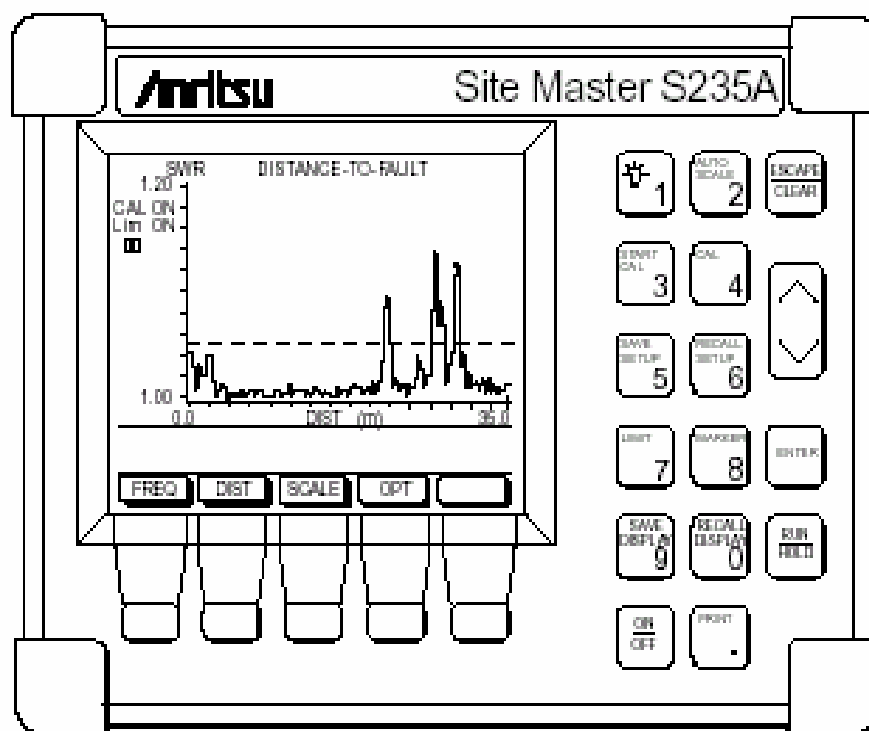 Anritsu Site Master S235A
SWR DISTANCE-TO-FAULT
1.20
CAL ON
Lim ON
1.00
0.0 DIST (m) 35.0
FREQ DIST SCALE OPT
1
AUTO SCALE 2
ESCAPE CLEAR
START CAL 3
CAL 4
SAVE SETUP 5
RECALL SETUP 6
LIMIT 7
MARKER 8
ENTER
SAVE DISPLAY 9
RECALL DISPLAY 0
RUN HOLD
ON OFF
PRINT .